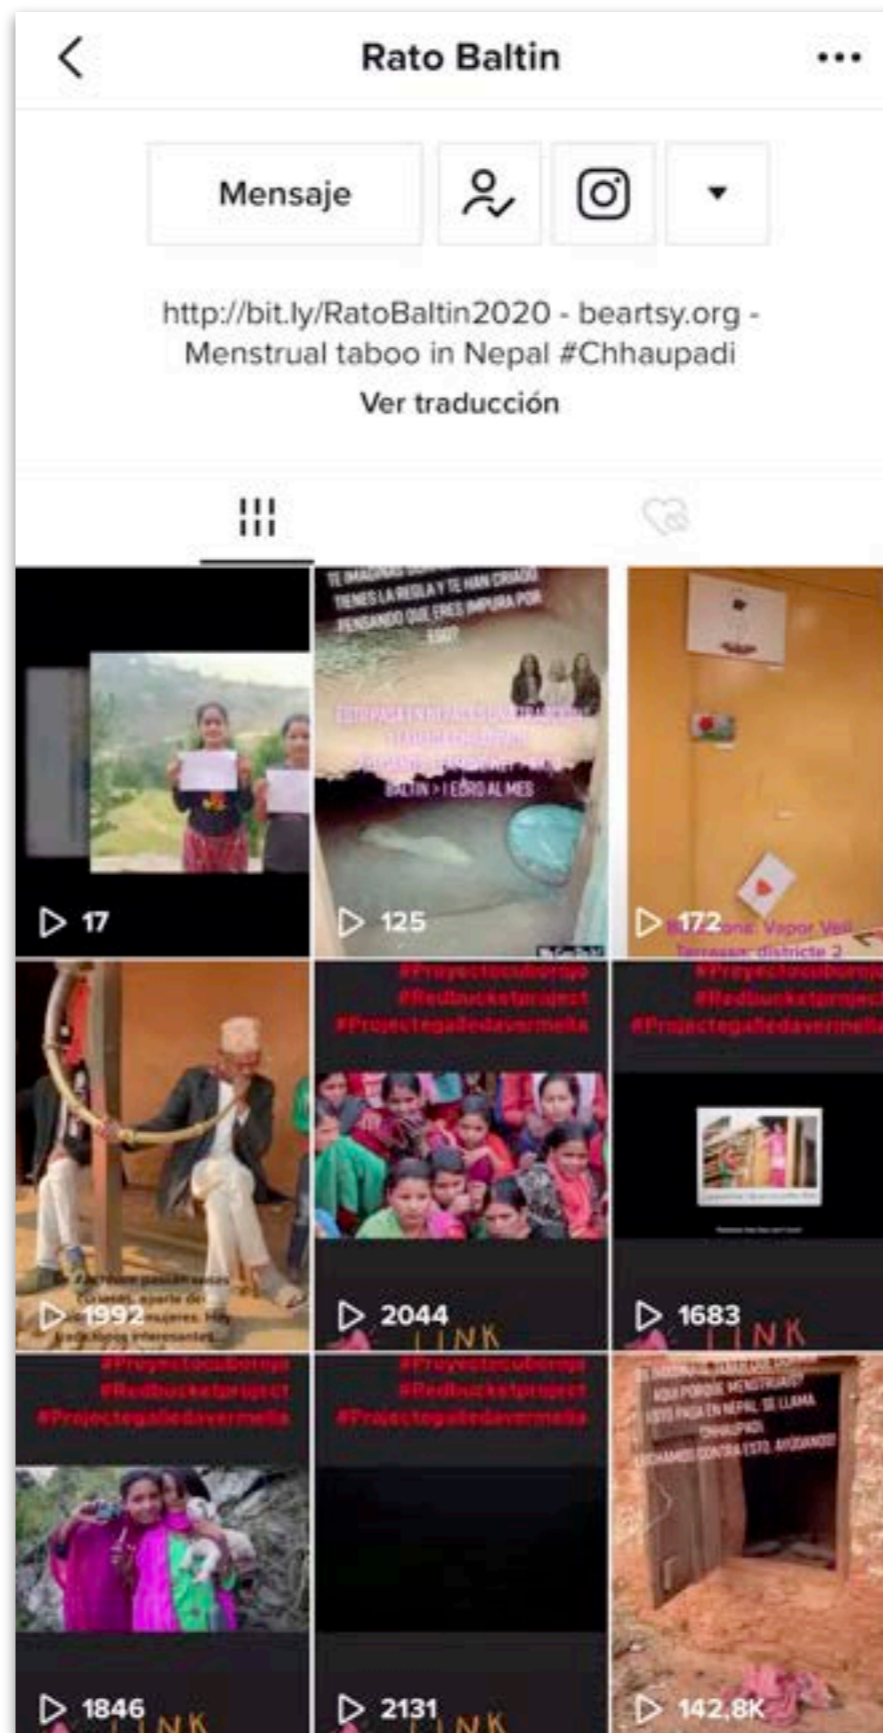 Rato Baltin
Mensaje
http://bit.ly/RatoBaltin2020 - beartsy.org -
Menstrual taboo in Nepal #Chhaupadi
Ver traducción
TE IMAGINAS
TIENES LA REGLA Y TE HAN CRIADO
PENSANDO QUE ERES IMPURA POR
ESO?
BALTIN > 1 EURO AL MES
17
125
172
Vapor Vell
Terrassa: districte 2
#Proyectocuborojo
#Redbucketproject
#Projectegalledavermella
#Proyectocuborojo
#Redbucketproject
#Projectegalledavermella
1992
2044
LINK
1683
LINK
#Proyectocuborojo
#Redbucketproject
#Projectegalledavermella
#Proyectocuborojo
#Redbucketproject
#Projectegalledavermella
AQUI PORQUE MENSTRUAS?
ESTO PASA EN NEPAL. SE LLAMA
CHHAUPADI.
LUCHAMOS CONTRA ESTO. AYÚDANOS!
1846
LINK
2131
LINK
142,8K